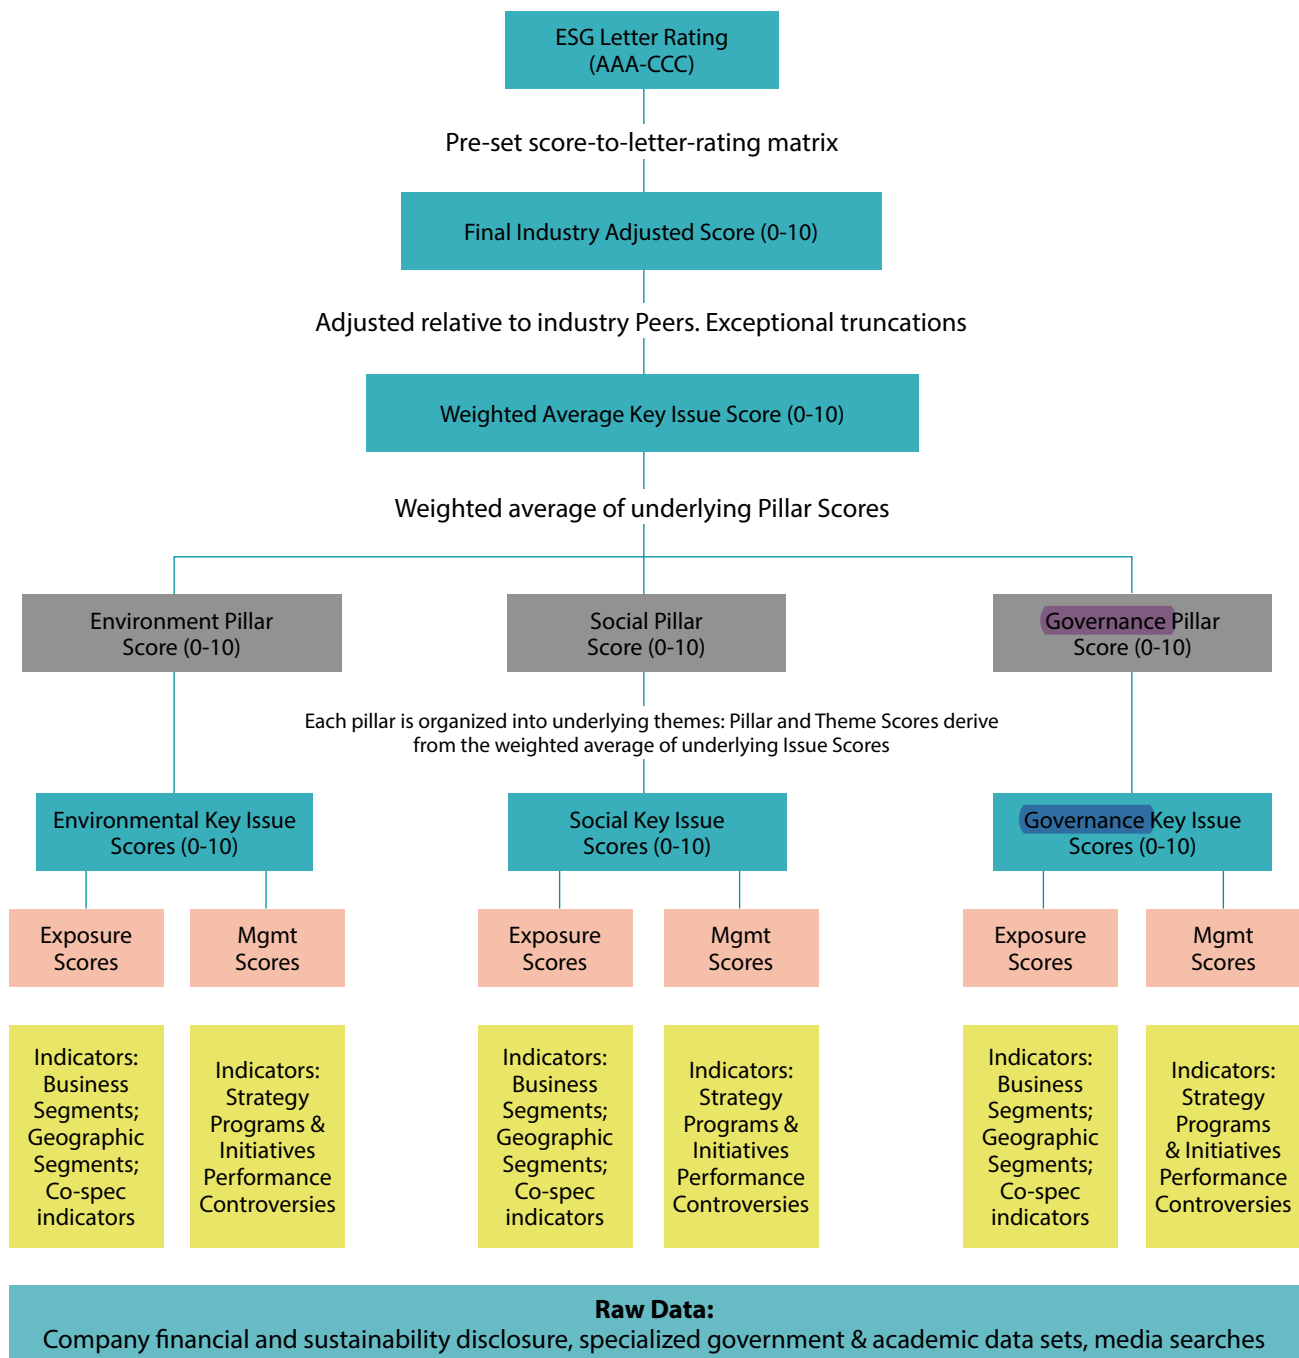 ESG Letter Rating
(AAA-CCC)
Pre-set score-to-letter-rating matrix
Final Industry Adjusted Score (0-10)
Adjusted relative to industry Peers. Exceptional truncations
Weighted Average Key Issue Score (0-10)
Weighted average of underlying Pillar Scores
Environment Pillar
Score (0-10)
Social Pillar
Score (0-10)
Governance Pillar
Score (0-10)
Each pillar is organized into underlying themes: Pillar and Theme Scores derive
from the weighted average of underlying Issue Scores
Environmental Key Issue
Scores (0-10)
Social Key Issue
Scores (0-10)
Governance Key Issue
Scores (0-10)
Exposure
Scores
Mgmt
Scores
Exposure
Scores
Mgmt
Scores
Exposure
Scores
Mgmt
Scores
Indicators:
Business
Segments;
Geographic
Segments;
Co-spec
indicators
Indicators:
Strategy
Programs &
Initiatives
Performance
Controversies
Indicators:
Business
Segments;
Geographic
Segments;
Co-spec
indicators
Indicators:
Strategy
Programs &
Initiatives
Performance
Controversies
Indicators:
Business
Segments;
Geographic
Segments;
Co-spec
indicators
Indicators:
Strategy
Programs
& Initiatives
Performance
Controversies
Raw Data:
Company financial and sustainability disclosure, specialized government & academic data sets, media searches